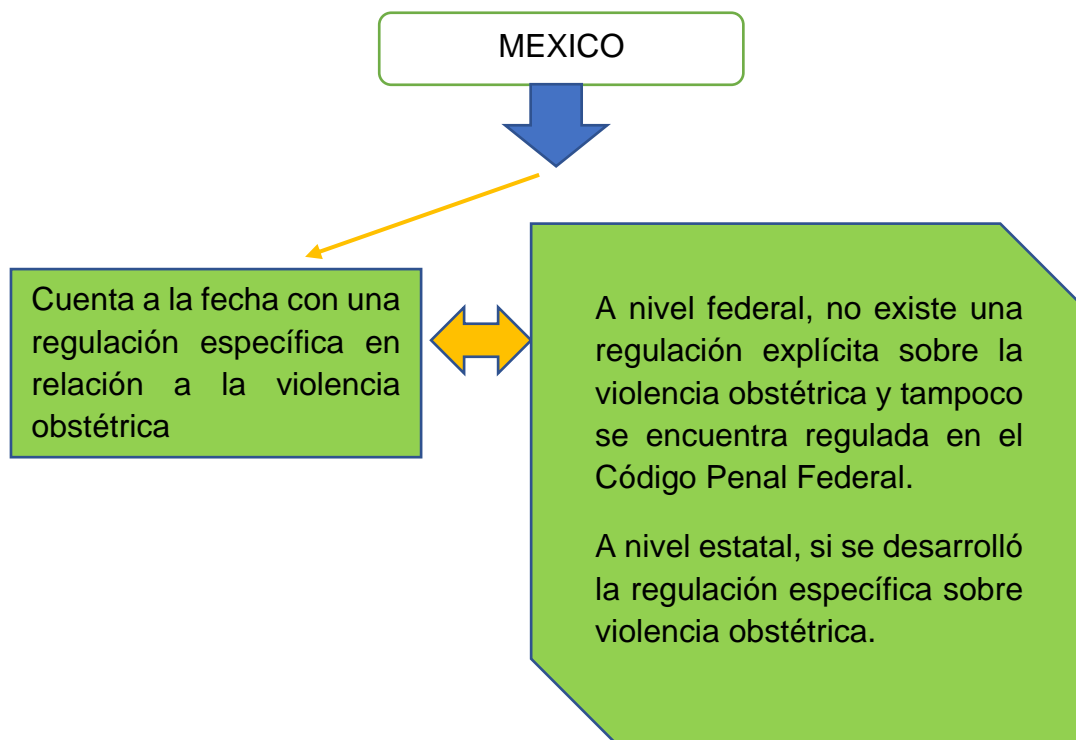 MEXICO
Cuenta a la fecha con una
regulación específica en
relación a la violencia
obstétrica
A nivel federal, no existe una
regulación explícita sobre la
violencia obstétrica y tampoco
se encuentra regulada en el
Código Penal Federal.
A nivel estatal, si se desarrolló
la regulación específica sobre
violencia obstétrica.